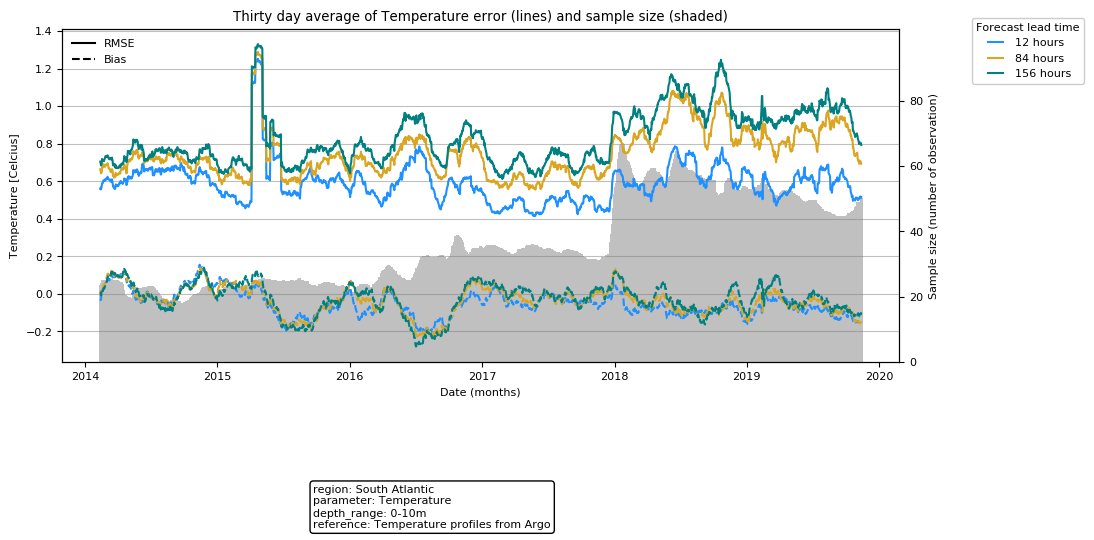 Thirty day average of Temperature error (lines) and sample size (shaded)
Forecast lead time
12 hours
84 hours
156 hours
RMSE
Bias
Temperature [Celcius]
1.4
1.2
1.0
0.8
0.6
0.4
0.2
0.0
−0.2
Sample size (number of observation)
80
60
40
20
0
2014 2015 2016 2017 2018 2019 2020
Date (months)
region: South Atlantic
parameter: Temperature
depth_range: 0-10m
reference: Temperature profiles from Argo